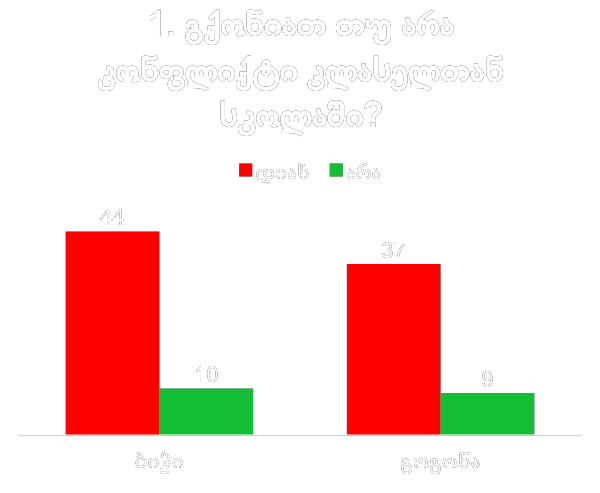 1. გქონიათ თუ არა
კონფლიქტი კლასელთან
სკოლაში?
დიახ არა
44
37
10
9
ბიჭი გოგონა